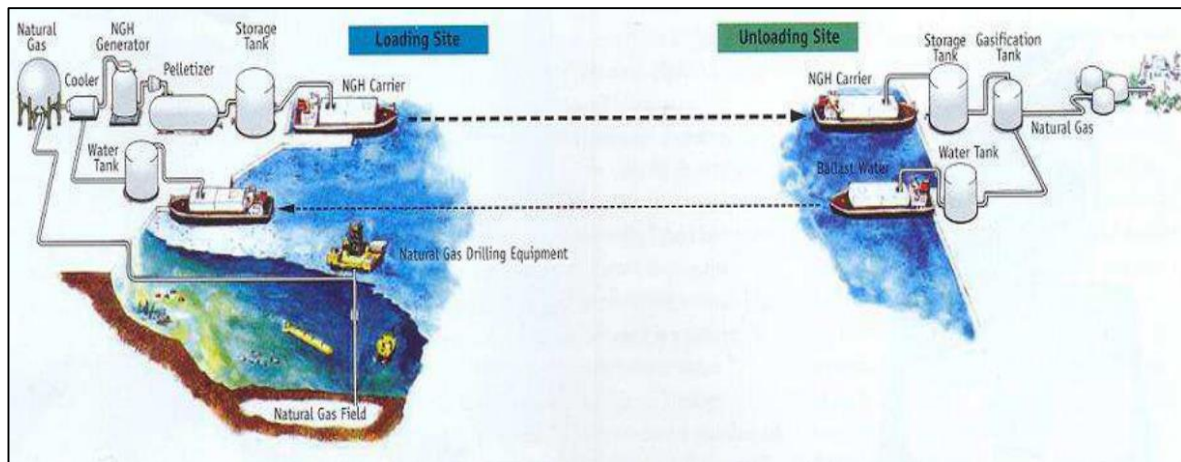 Natural
Gas
NGH
Generator
Cooler
Pelletizer
Storage
Tank
Loading Site
NGH Carrier
Water
Tank
Natural Gas Drilling Equipment
Natural Gas Field
Unloading Site
NGH Carrier
Storage
Tank
Gasification
Tank
Natural Gas
Ballast Water
Water Tank